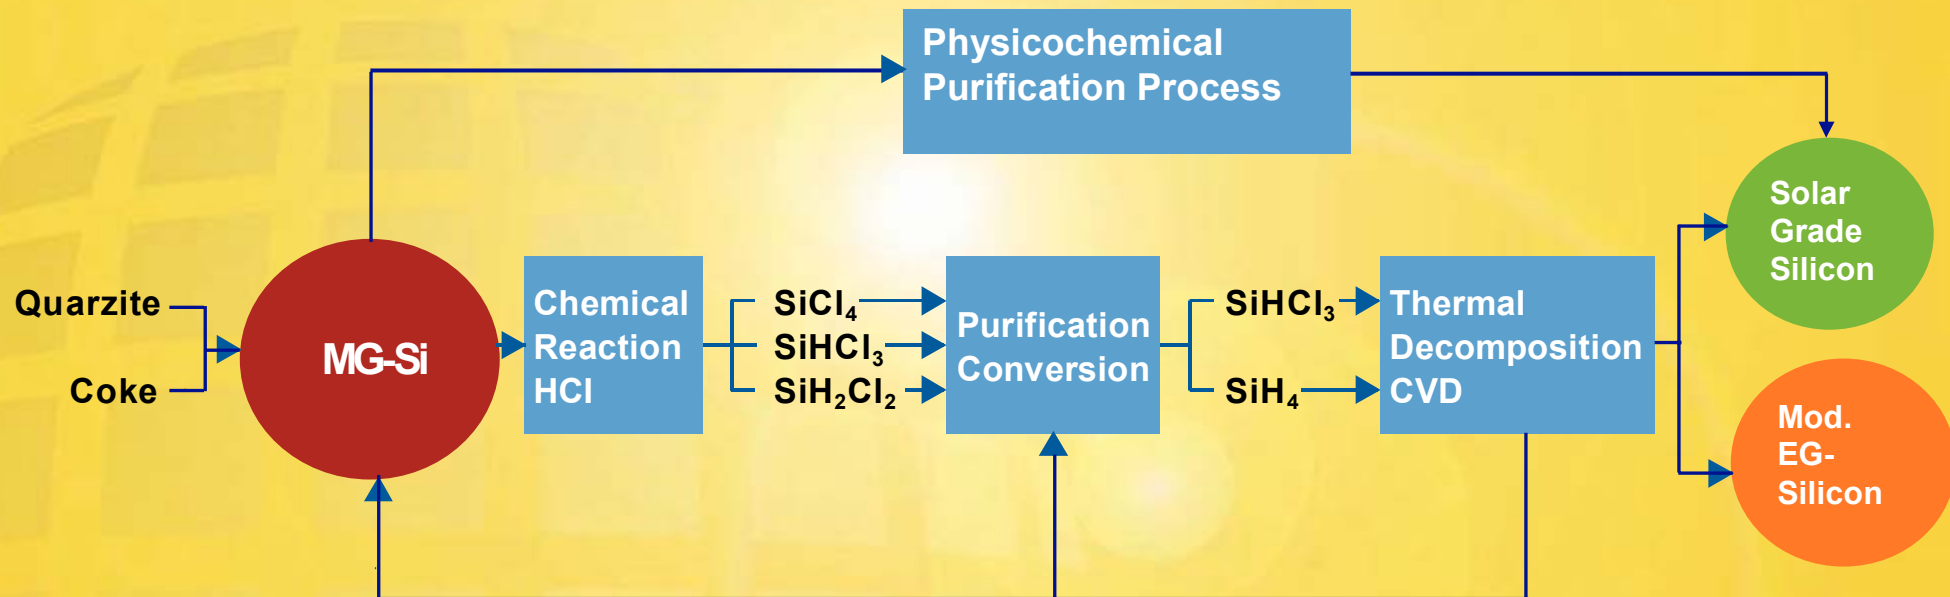 Physicochemical
Purification Process
Quarzite
Coke
MG-Si
Chemical
Reaction
HCl
SiCl₄
SiHCl₃
SiH₂Cl₂
Purification
Conversion
SiHCl₃
SiH₄
Thermal
Decomposition
CVD
Solar
Grade
Silicon
Mod.
EG-
Silicon